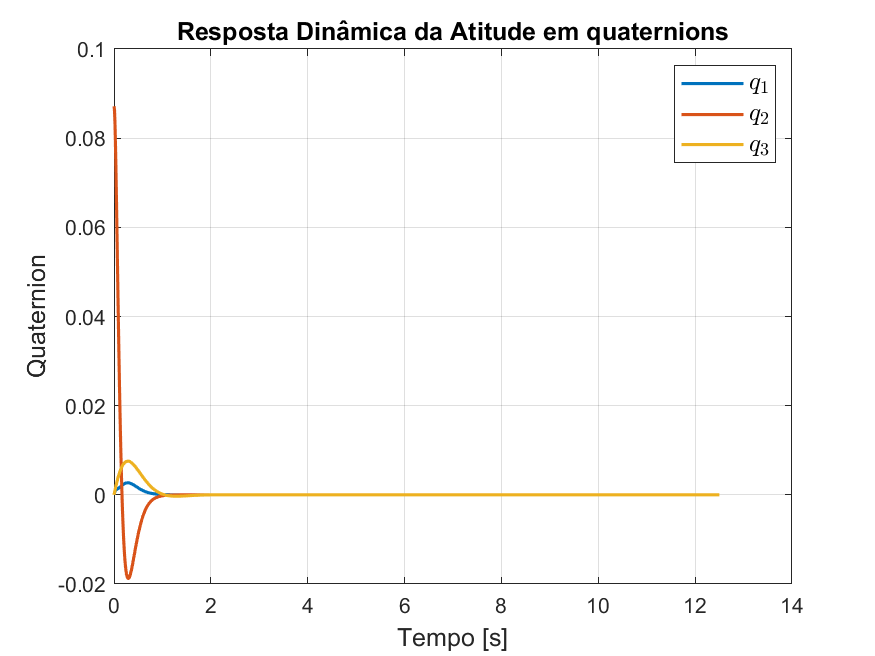 Resposta Dinâmica da Atitude em quaternions
q1
q2
q3
0.1
0.08
0.06
0.04
0.02
0
-0.02
Quaternion
0 2 4 6 8 10 12 14
Tempo [s]